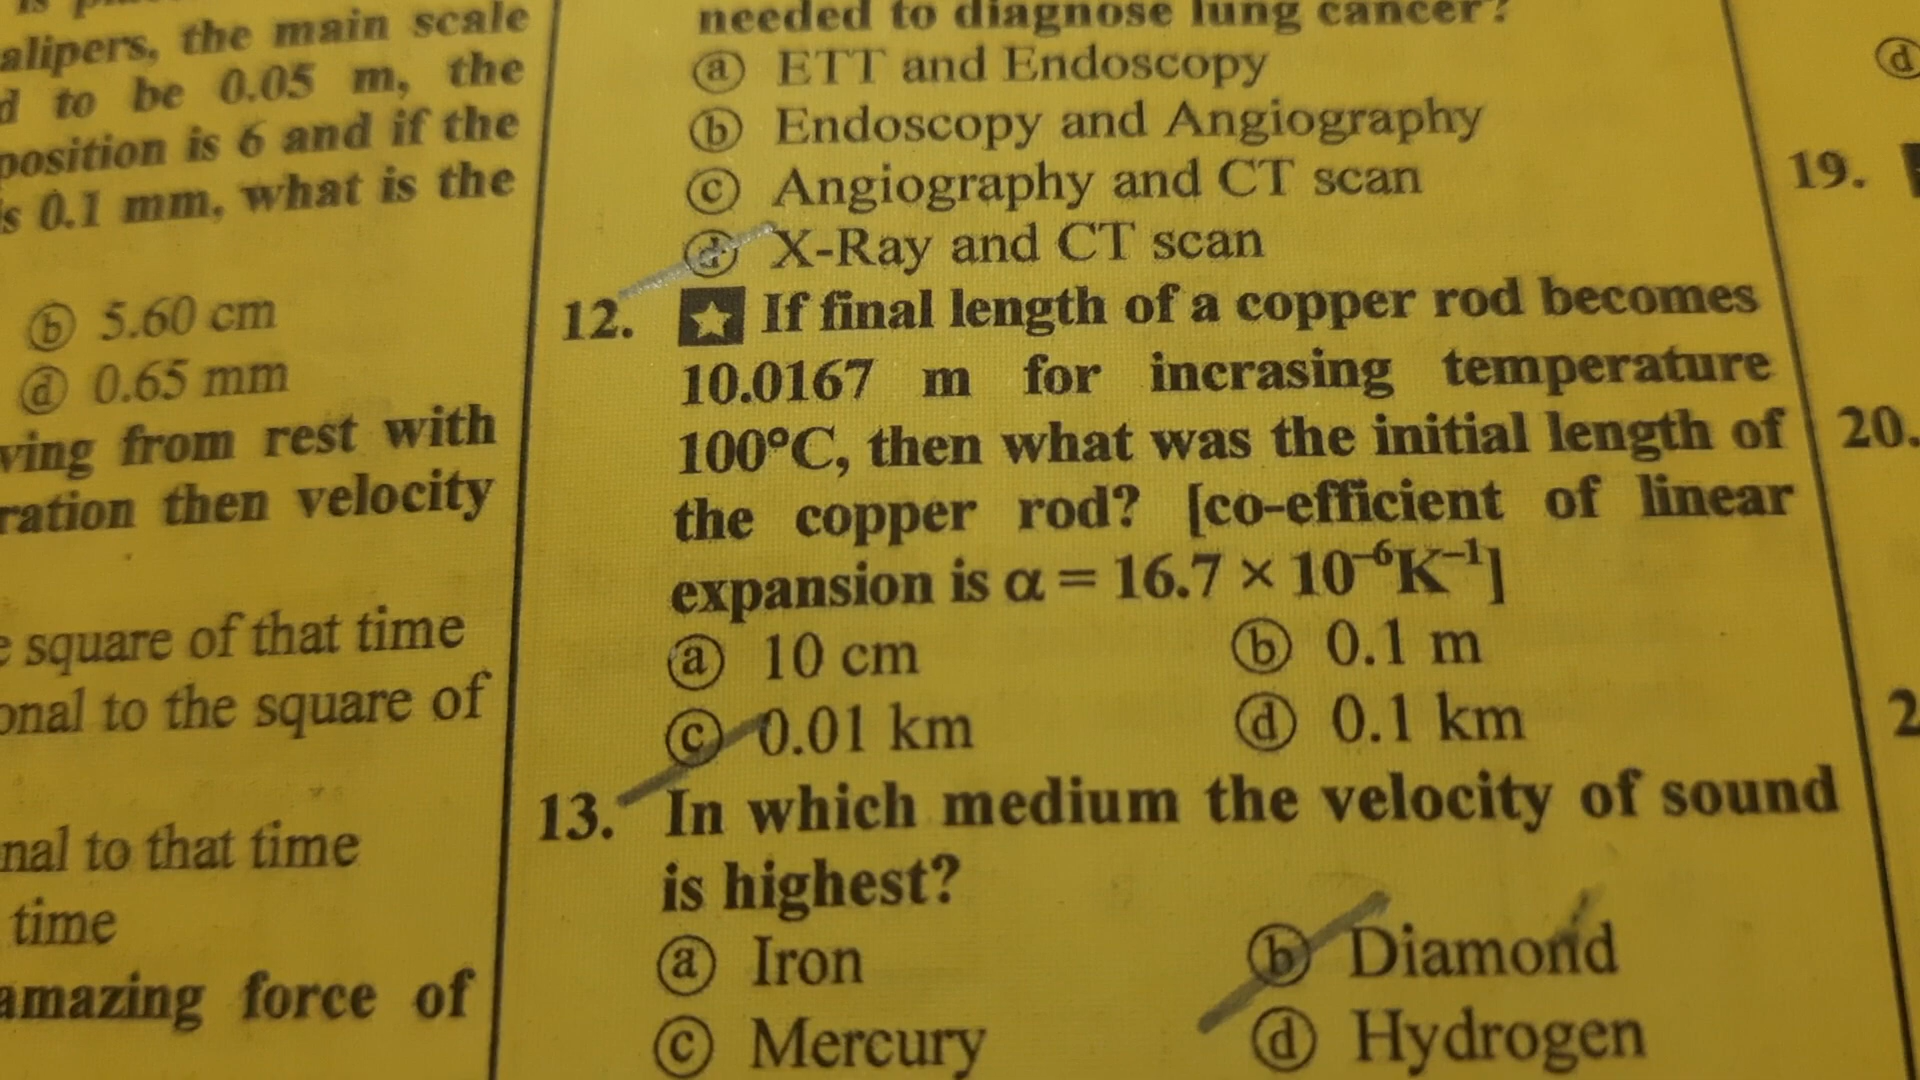 alipers, the main scale
d to be 0.05 m, the
position is 6 and if the
s 0.1 mm, what is the
ⓑ 5.60 cm
ⓓ 0.65 mm
ving from rest with
ration then velocity
e square of that time
onal to the square of
nal to that time
time
amazing force of
needed to diagnose lung cancer?
ⓐ ETT and Endoscopy
ⓑ Endoscopy and Angiography
ⓒ Angiography and CT scan
ⓓ X-Ray and CT scan
12. If final length of a copper rod becomes
10.0167 m for incrasing temperature
100°C, then what was the initial length of
the copper rod? [co-efficient of linear
expansion is α = 16.7 × 10⁻⁶K⁻¹]
ⓐ 10 cm ⓑ 0.1 m
ⓒ 0.01 km ⓓ 0.1 km
13. In which medium the velocity of sound
is highest?
ⓐ Iron ⓑ Diamond
ⓒ Mercury ⓓ Hydrogen
ⓓ
19.
20.
2